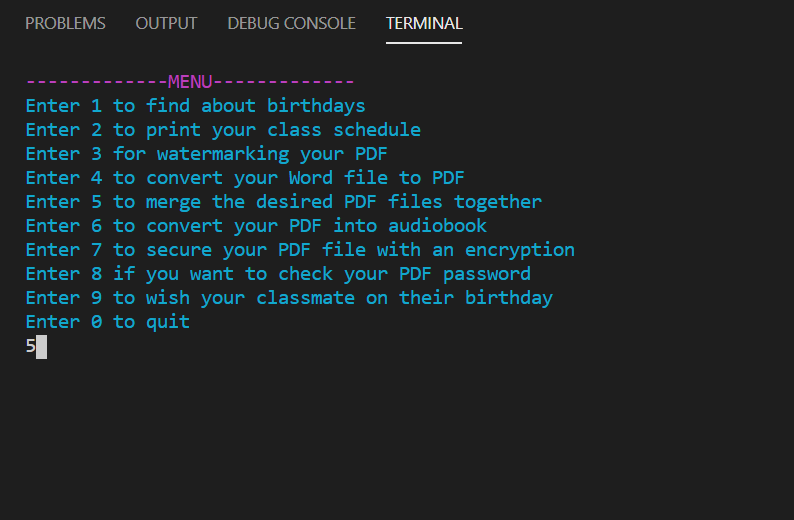 PROBLEMS OUTPUT DEBUG CONSOLE TERMINAL
-------------MENU-------------
Enter 1 to find about birthdays
Enter 2 to print your class schedule
Enter 3 for watermarking your PDF
Enter 4 to convert your Word file to PDF
Enter 5 to merge the desired PDF files together
Enter 6 to convert your PDF into audiobook
Enter 7 to secure your PDF file with an encryption
Enter 8 if you want to check your PDF password
Enter 9 to wish your classmate on their birthday
Enter 0 to quit
5